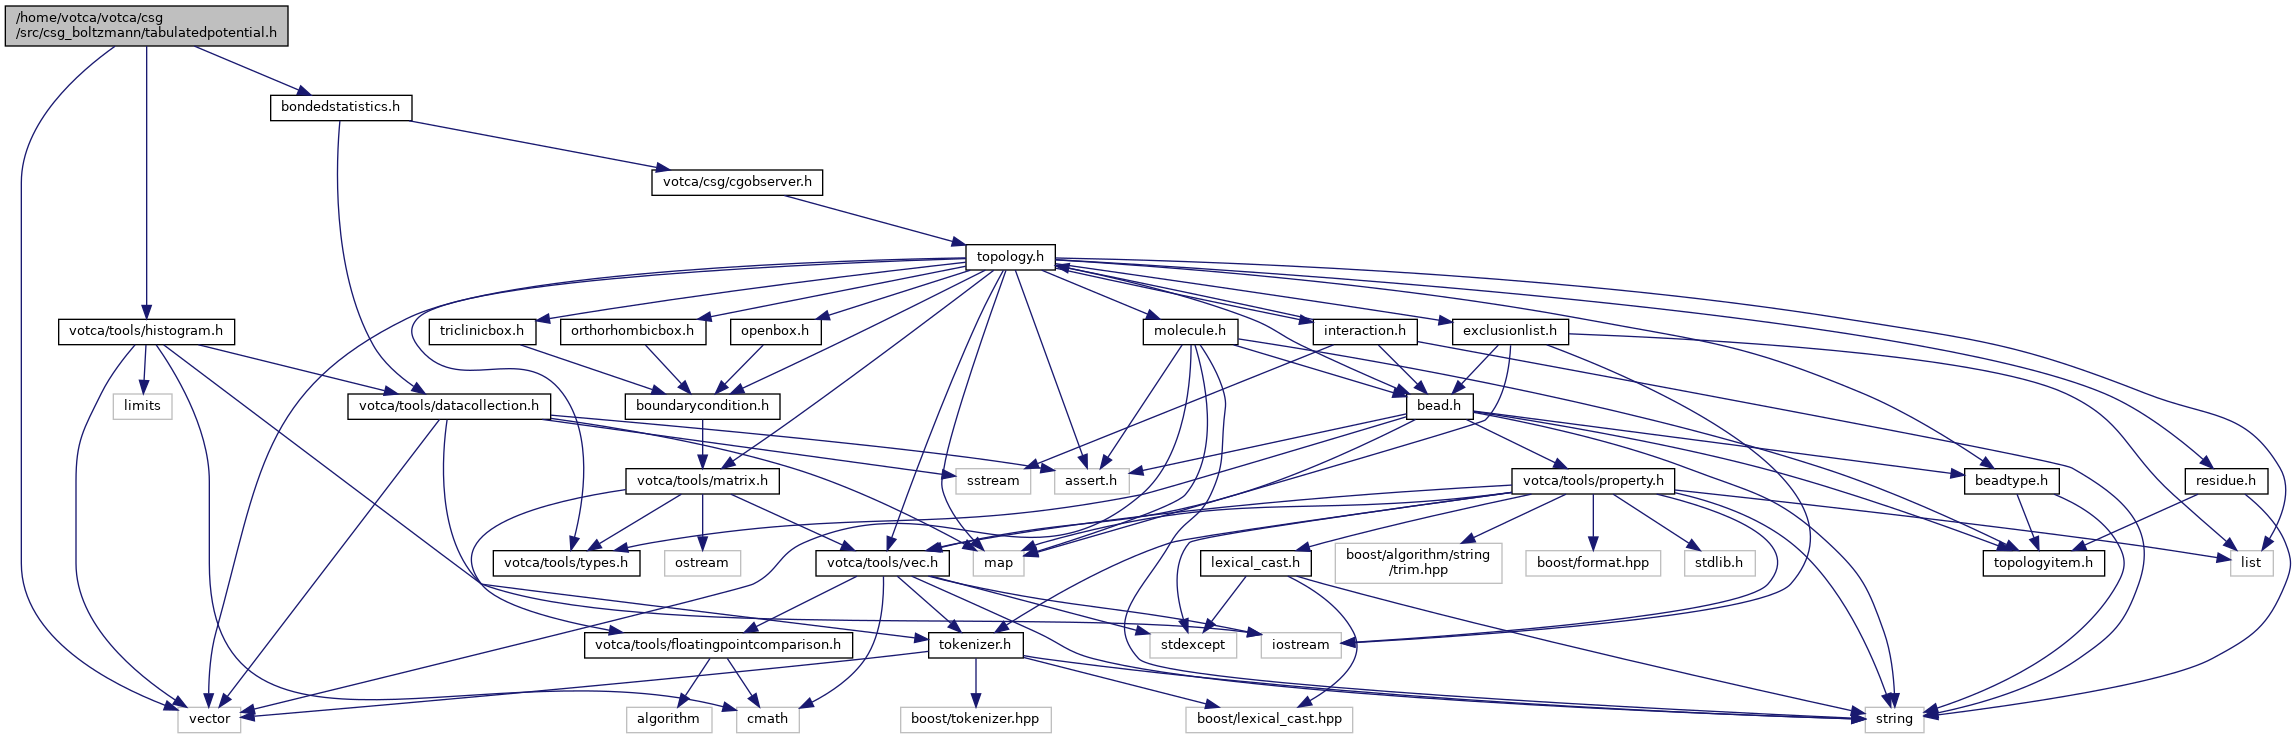 /home/votca/votca/csg
/src/csg_boltzmann/tabulatedpotential.h
bondedstatistics.h
votca/csg/cgobserver.h
topology.h
votca/tools/histogram.h
triclinicbox.h
orthorhombicbox.h
openbox.h
molecule.h
interaction.h
exclusionlist.h
limits
votca/tools/datacollection.h
boundarycondition.h
bead.h
votca/tools/matrix.h
sstream
assert.h
votca/tools/property.h
beadtype.h
residue.h
votca/tools/types.h
ostream
votca/tools/vec.h
map
lexical_cast.h
boost/algorithm/string
/trim.hpp
boost/format.hpp
stdlib.h
topologyitem.h
list
votca/tools/floatingpointcomparison.h
tokenizer.h
stdexcept
iostream
vector
algorithm
cmath
boost/tokenizer.hpp
boost/lexical_cast.hpp
string